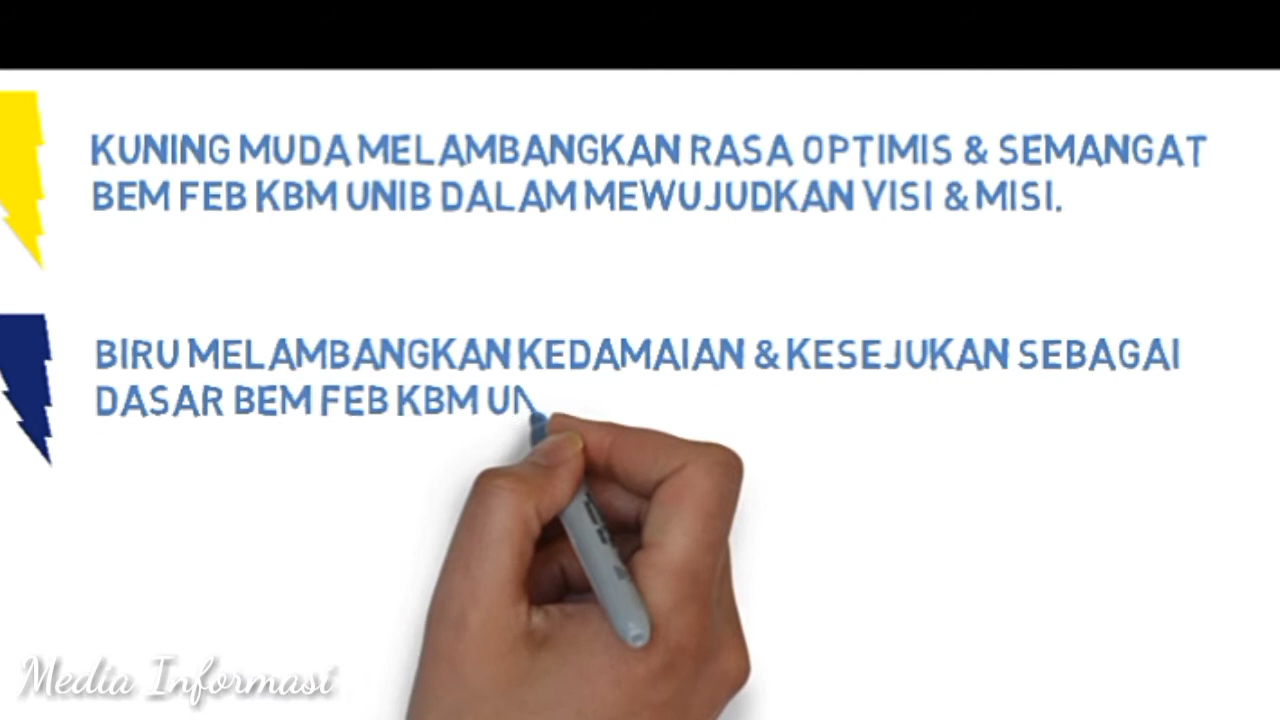 KUNING MUDA MELAMBANGKAN RASA OPTIMIS & SEMANGAT
BEM FEB KBM UNIB DALAM MEWUJUDKAN VISI & MISI.
BIRU MELAMBANGKAN KEDAMAIAN & KESEJUKAN SEBAGAI
DASAR BEM FEB KBM UN
Media Informasi